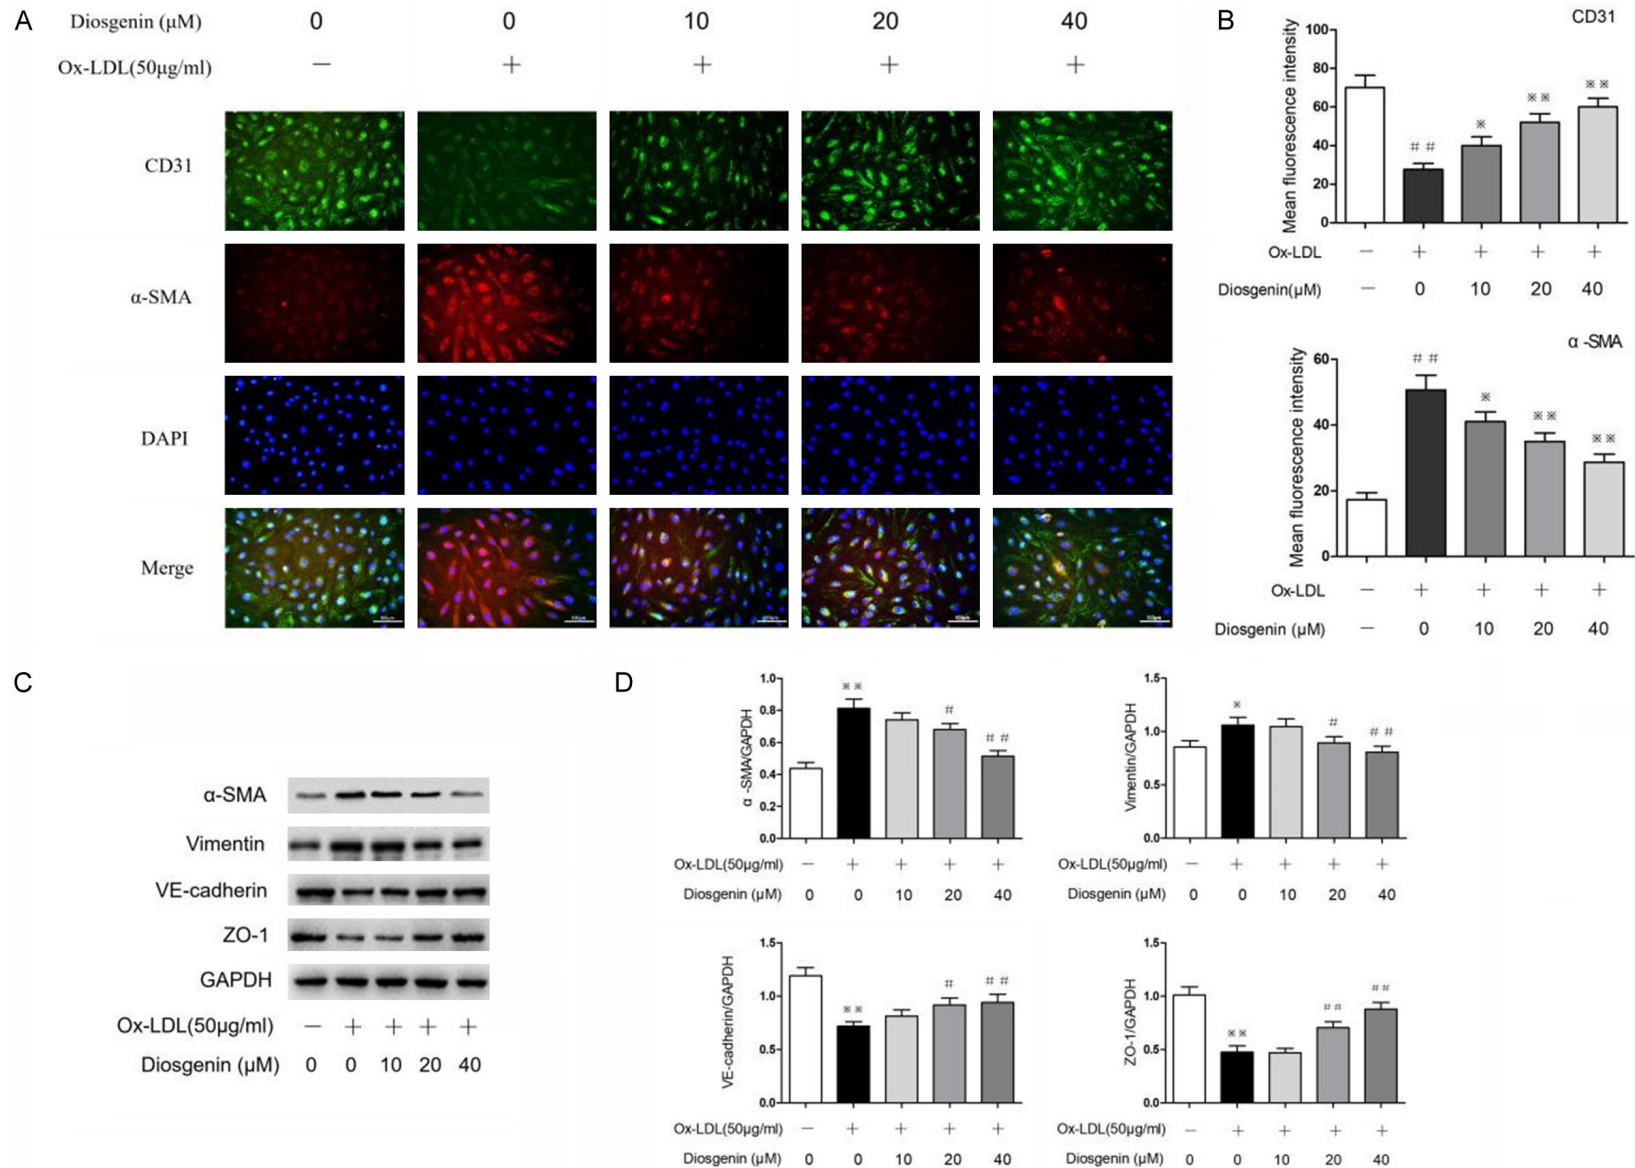 A
Diosgenin (μM) 0 0 10 20 40
Ox-LDL(50μg/ml) — + + + +
CD31
α-SMA
DAPI
Merge
B
CD31
Mean fluorescence intensity
100
80
60
40
20
0
##
※
※※
※※
Ox-LDL — + + + +
Diosgenin(μM) — 0 10 20 40
α-SMA
Mean fluorescence intensity
60
40
20
0
##
※
※※
※※
Ox-LDL — + + + +
Diosgenin (μM) — 0 10 20 40
C
α-SMA
Vimentin
VE-cadherin
ZO-1
GAPDH
Ox-LDL(50μg/ml) — + + + +
Diosgenin (μM) 0 0 10 20 40
D
α-SMA/GAPDH
1.0
0.8
0.6
0.4
0.2
0.0
※※
#
##
Ox-LDL(50μg/ml) — + + + +
Diosgenin (μM) 0 0 10 20 40
Vimentin/GAPDH
1.5
1.0
0.5
0.0
※
#
##
Ox-LDL(50μg/ml) — + + + +
Diosgenin (μM) 0 0 10 20 40
VE-cadherin/GAPDH
1.5
1.0
0.5
0.0
※※
#
##
Ox-LDL(50μg/ml) — + + + +
Diosgenin (μM) 0 0 10 20 40
ZO-1/GAPDH
1.5
1.0
0.5
0.0
※※
##
##
Ox-LDL(50μg/ml) — + + + +
Diosgenin (μM) 0 0 10 20 40